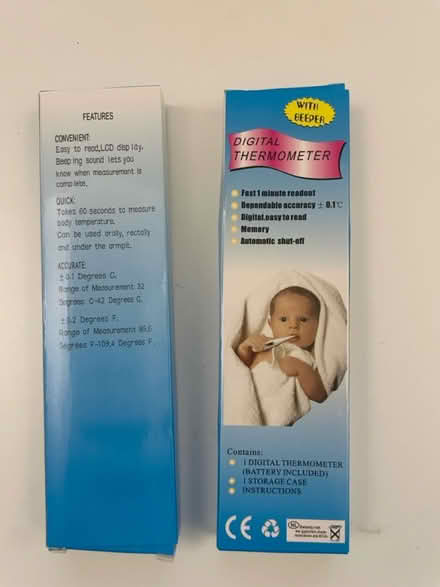 FEATURES
CONVENIENT:
Easy to read,LCD display.
Beeping sound lets you
know when measurement is
complete.
QUICK:
Takes 60 seconds to measure
body temperature.
Can be used orally, rectally
and under the armpit.
ACCURATE:
± 0.1 Degrees C.
Range of Measurement 32
Degrees C-42 Degrees C.
± 0.2 Degrees F.
Range of Measurement 89.6
Degrees F-109.4 Degrees F.
WITH
BEEPER
DIGITAL
THERMOMETER
Fast 1 minute readout
Dependable accuracy ± 0.1℃
Digital.easy to read
Memory
Automatic shut-off
Contains:
1 DIGITAL THERMOMETER
(BATTERY INCLUDED)
1 STORAGE CASE
INSTRUCTIONS
CE